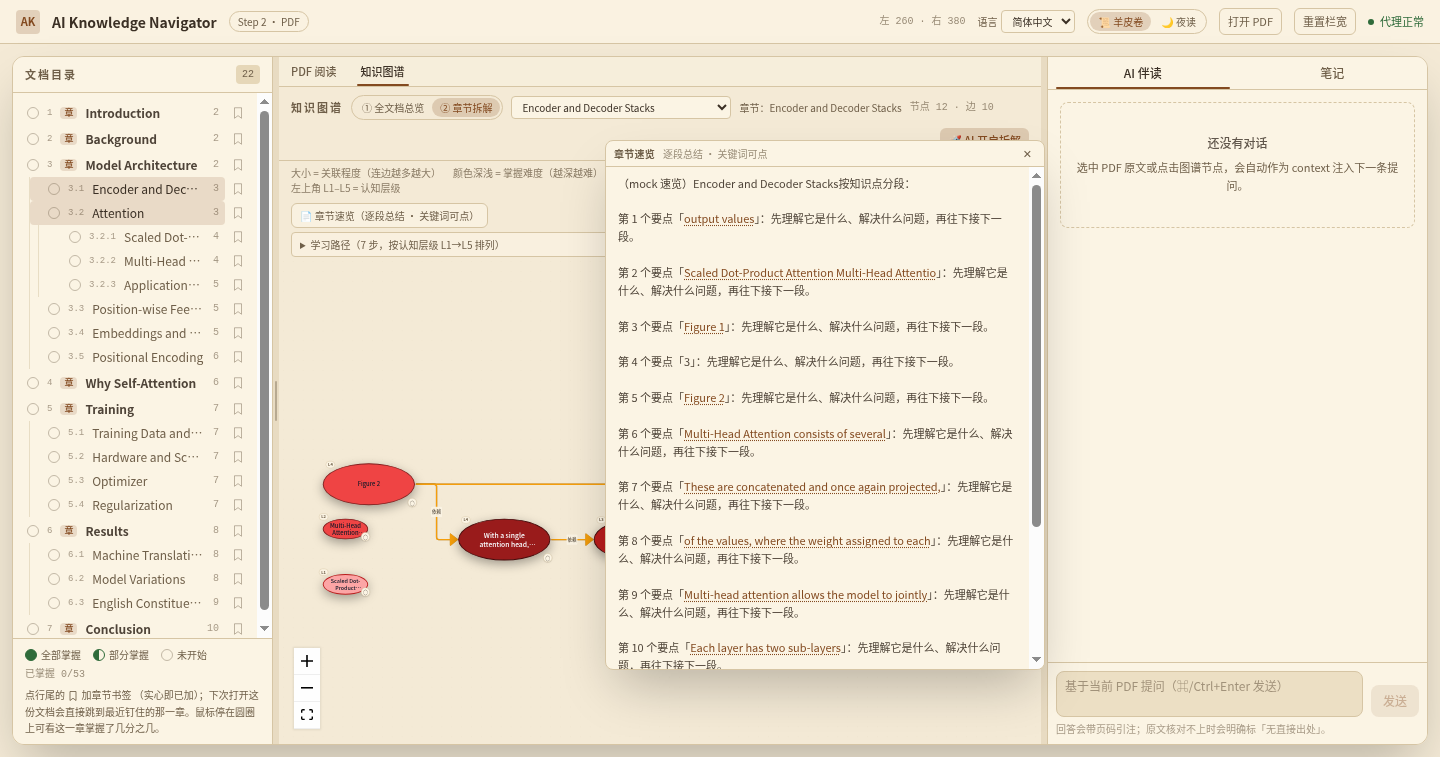 AK AI Knowledge Navigator Step 2 · PDF
左 260 · 右 380 语言 简体中文 📜 羊皮卷 🌙 夜读 打开 PDF 重置栏宽 代理正常
文档目录 22
1 章 Introduction 2
2 章 Background 2
3 章 Model Architecture 2
3.1 Encoder and Dec··· 3
3.2 Attention 3
3.2.1 Scaled Dot-··· 4
3.2.2 Multi-Head ··· 4
3.2.3 Application··· 5
3.3 Position-wise Fee··· 5
3.4 Embeddings and ··· 5
3.5 Positional Encoding 6
4 章 Why Self-Attention 6
5 章 Training 7
5.1 Training Data and··· 7
5.2 Hardware and Sc··· 7
5.3 Optimizer 7
5.4 Regularization 7
6 章 Results 8
6.1 Machine Translati··· 8
6.2 Model Variations 8
6.3 English Constitue··· 9
7 章 Conclusion 10
全部掌握 部分掌握 未开始
已掌握 0/53
点行尾的 口 加章节书签 (实心即已加); 下次打开这
份文档会直接跳到最近钉住的那一章。鼠标停在圆圈
上可看这一章掌握了几分之几。
PDF 阅读 知识图谱
知识图谱 ① 全文档总览 ② 章节拆解 Encoder and Decoder Stacks 章节: Encoder and Decoder Stacks 节点 12 · 边 10
大小 = 关联程度(连边越多越大) 颜色深浅 = 掌握难度(越深越难)
左上角 L1–L5 = 认知层级
📄 章节速览(逐段总结 · 关键词可点)
▶ 学习路径(7 步,按认知层级 L1→L5 排列)
Figure 2
Multi-Head
Attention
依赖
With a single
attention head,···
依赖
Scaled Dot-
Product···
章节速览 逐段总结 · 关键词可点 ×
(mock 速览)Encoder and Decoder Stacks按知识点分段:
第 1 个要点「output values」: 先理解它是什么、解决什么问题,再往下接下一
段。
第 2 个要点「Scaled Dot-Product Attention Multi-Head Attentio」: 先理解它是
什么、解决什么问题,再往下接下一段。
第 3 个要点「Figure 1」: 先理解它是什么、解决什么问题,再往下接下一段。
第 4 个要点「3」: 先理解它是什么、解决什么问题,再往下接下一段。
第 5 个要点「Figure 2」: 先理解它是什么、解决什么问题,再往下接下一段。
第 6 个要点「Multi-Head Attention consists of several」: 先理解它是什么、解决
什么问题,再往下接下一段。
第 7 个要点「These are concatenated and once again projected,」: 先理解它是什
么、解决什么问题,再往下接下一段。
第 8 个要点「of the values, where the weight assigned to each」: 先理解它是什
么、解决什么问题,再往下接下一段。
第 9 个要点「Multi-head attention allows the model to jointly」: 先理解它是什
么、解决什么问题,再往下接下一段。
第 10 个要点「Each layer has two sub-layers」: 先理解它是什么、解决什么问
题,再往下接下一段。
AI 伴读 笔记
还没有对话
选中 PDF 原文或点击图谱节点,会自动作为 context 注入下一条提
问。
基于当前 PDF 提问(⌘/Ctrl+Enter 发送)
发送
回答会带页码引注; 原文核对不上时会明确标「无直接出处」。